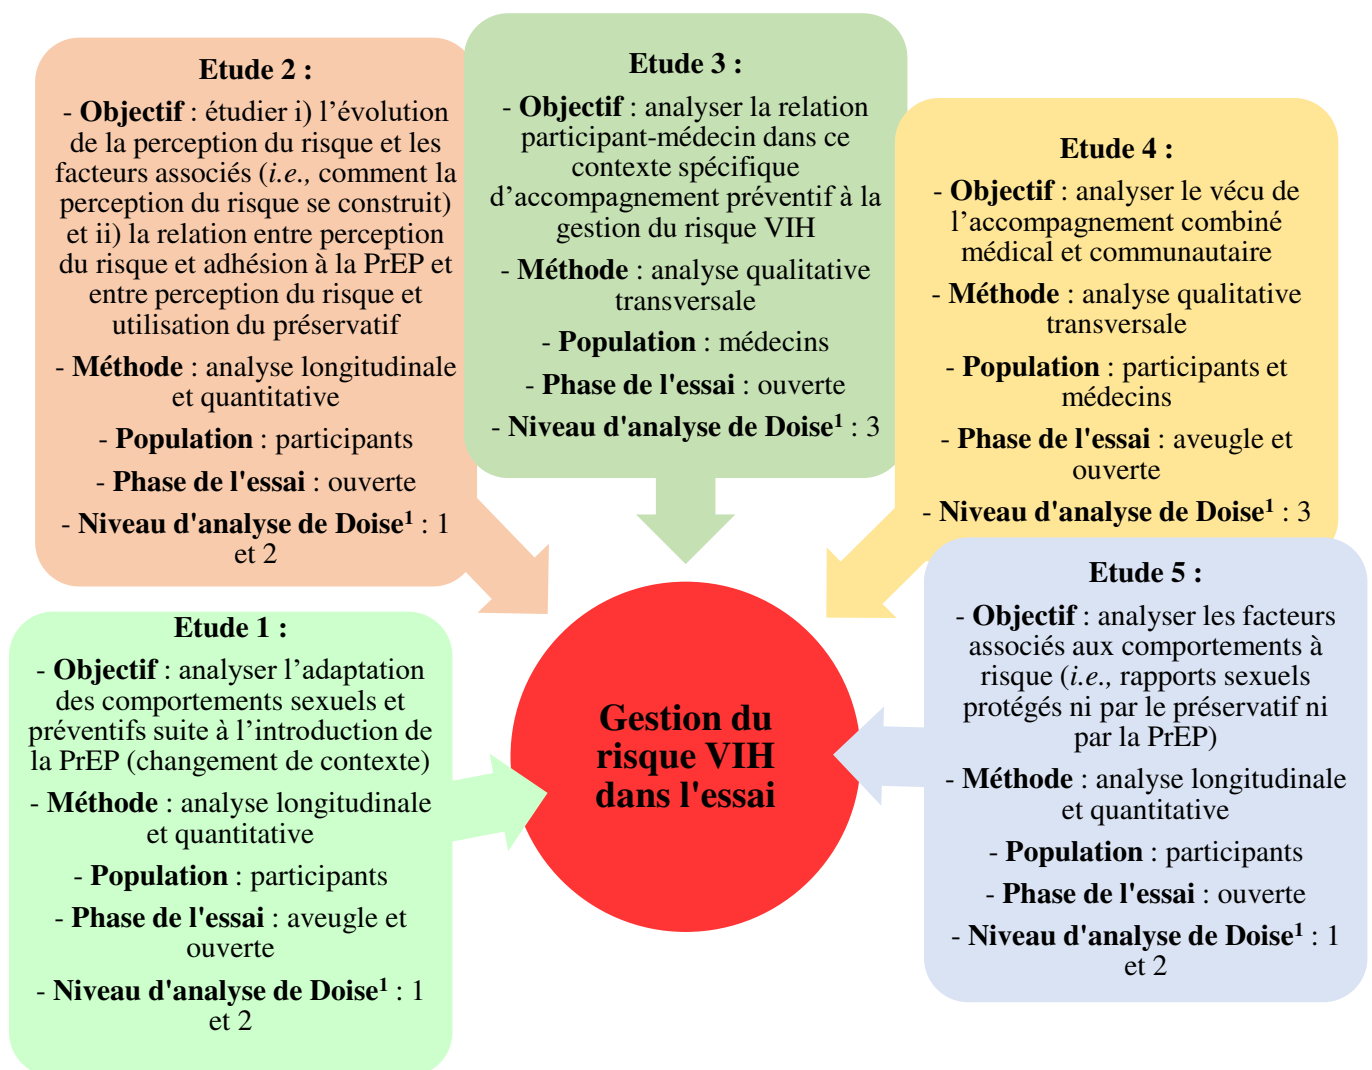 Etude 2 :
- Objectif : étudier i) l’évolution
de la perception du risque et les
facteurs associés (i.e., comment la
perception du risque se construit)
et ii) la relation entre perception
du risque et adhésion à la PrEP et
entre perception du risque et
utilisation du préservatif
- Méthode : analyse longitudinale
et quantitative
- Population : participants
- Phase de l'essai : ouverte
- Niveau d'analyse de Doise¹ : 1
et 2
Etude 3 :
- Objectif : analyser la relation
participant-médecin dans ce
contexte spécifique
d’accompagnement préventif à la
gestion du risque VIH
- Méthode : analyse qualitative
transversale
- Population : médecins
- Phase de l'essai : ouverte
- Niveau d'analyse de Doise¹ : 3
Etude 4 :
- Objectif : analyser le vécu de
l’accompagnement combiné
médical et communautaire
- Méthode : analyse qualitative
transversale
- Population : participants et
médecins
- Phase de l'essai : aveugle et
ouverte
- Niveau d'analyse de Doise¹ : 3
Etude 1 :
- Objectif : analyser l’adaptation
des comportements sexuels et
préventifs suite à l’introduction de
la PrEP (changement de contexte)
- Méthode : analyse longitudinale
et quantitative
- Population : participants
- Phase de l'essai : aveugle et
ouverte
- Niveau d'analyse de Doise¹ : 1
et 2
Gestion du
risque VIH
dans l'essai
Etude 5 :
- Objectif : analyser les facteurs
associés aux comportements à
risque (i.e., rapports sexuels
protégés ni par le préservatif ni
par la PrEP)
- Méthode : analyse longitudinale
et quantitative
- Population : participants
- Phase de l'essai : ouverte
- Niveau d'analyse de Doise¹ : 1
et 2